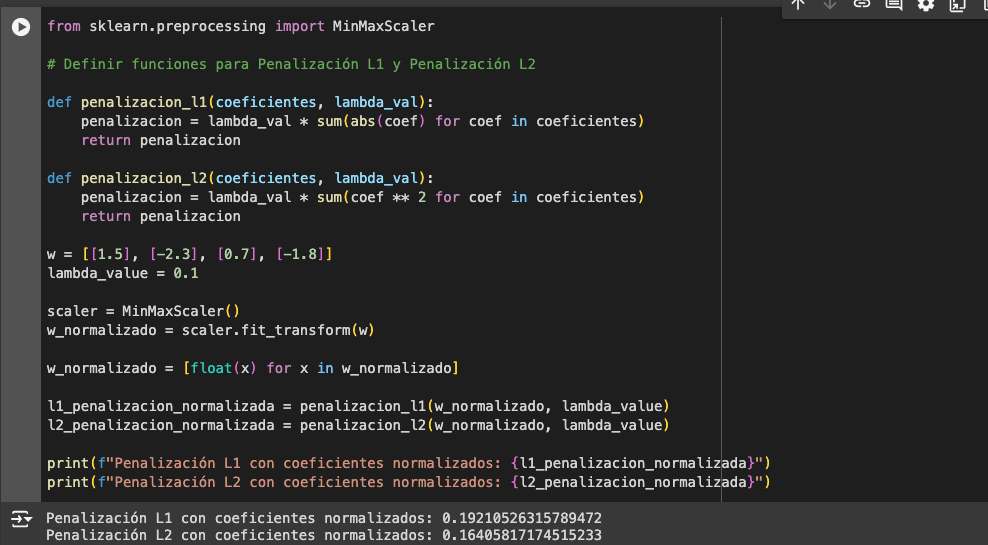 from sklearn.preprocessing import MinMaxScaler

# Definir funciones para Penalización L1 y Penalización L2

def penalizacion_l1(coeficientes, lambda_val):
    penalizacion = lambda_val * sum(abs(coef) for coef in coeficientes)
    return penalizacion

def penalizacion_l2(coeficientes, lambda_val):
    penalizacion = lambda_val * sum(coef ** 2 for coef in coeficientes)
    return penalizacion

w = [[1.5], [-2.3], [0.7], [-1.8]]
lambda_value = 0.1

scaler = MinMaxScaler()
w_normalizado = scaler.fit_transform(w)

w_normalizado = [float(x) for x in w_normalizado]

l1_penalizacion_normalizada = penalizacion_l1(w_normalizado, lambda_value)
l2_penalizacion_normalizada = penalizacion_l2(w_normalizado, lambda_value)

print(f"Penalización L1 con coeficientes normalizados: {l1_penalizacion_normalizada}")
print(f"Penalización L2 con coeficientes normalizados: {l2_penalizacion_normalizada}")
Penalización L1 con coeficientes normalizados: 0.19210526315789472
Penalización L2 con coeficientes normalizados: 0.16405817174515233